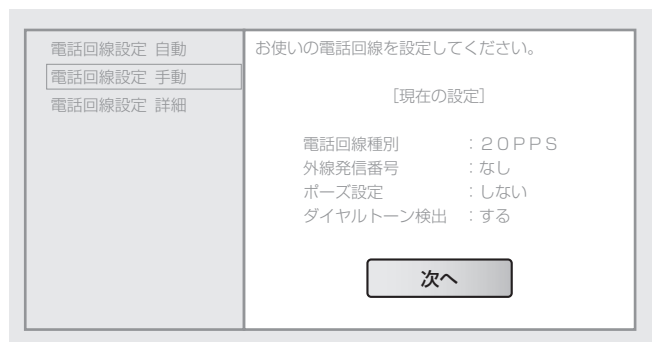 電話回線設定 自動
電話回線設定 手動
電話回線設定 詳細
お使いの電話回線を設定してください。
[現在の設定]
電話回線種別 :20PPS
外線発信番号 :なし
ポーズ設定 :しない
ダイヤルトーン検出 :する
次へ